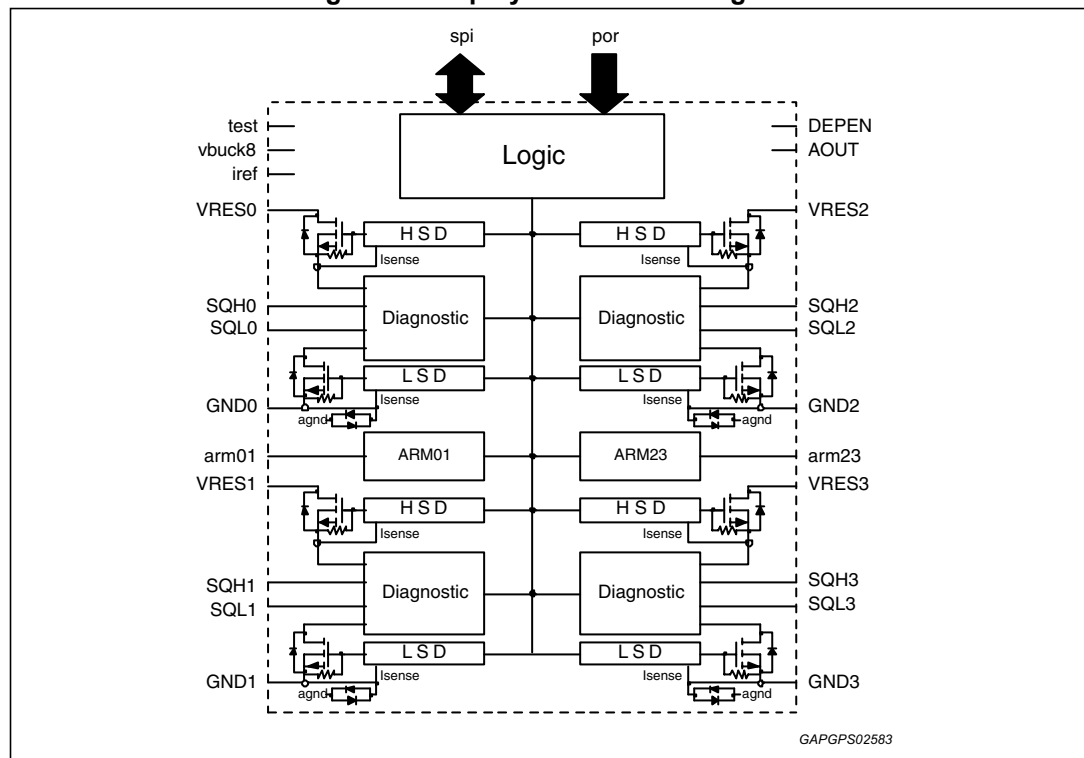 spi por
test DEPEN
vbuck8 AOUT
iref
Logic
VRES0 HSD HSD VRES2
Isense Isense
SQH0 Diagnostic Diagnostic SQH2
SQL0 SQL2
LSD LSD
GND0 Isense Isense GND2
agnd agnd
arm01 ARM01 ARM23 arm23
VRES1 VRES3
HSD HSD
Isense Isense
SQH1 Diagnostic Diagnostic SQH3
SQL1 SQL3
LSD LSD
GND1 Isense Isense GND3
agnd agnd
GAPGPS02583